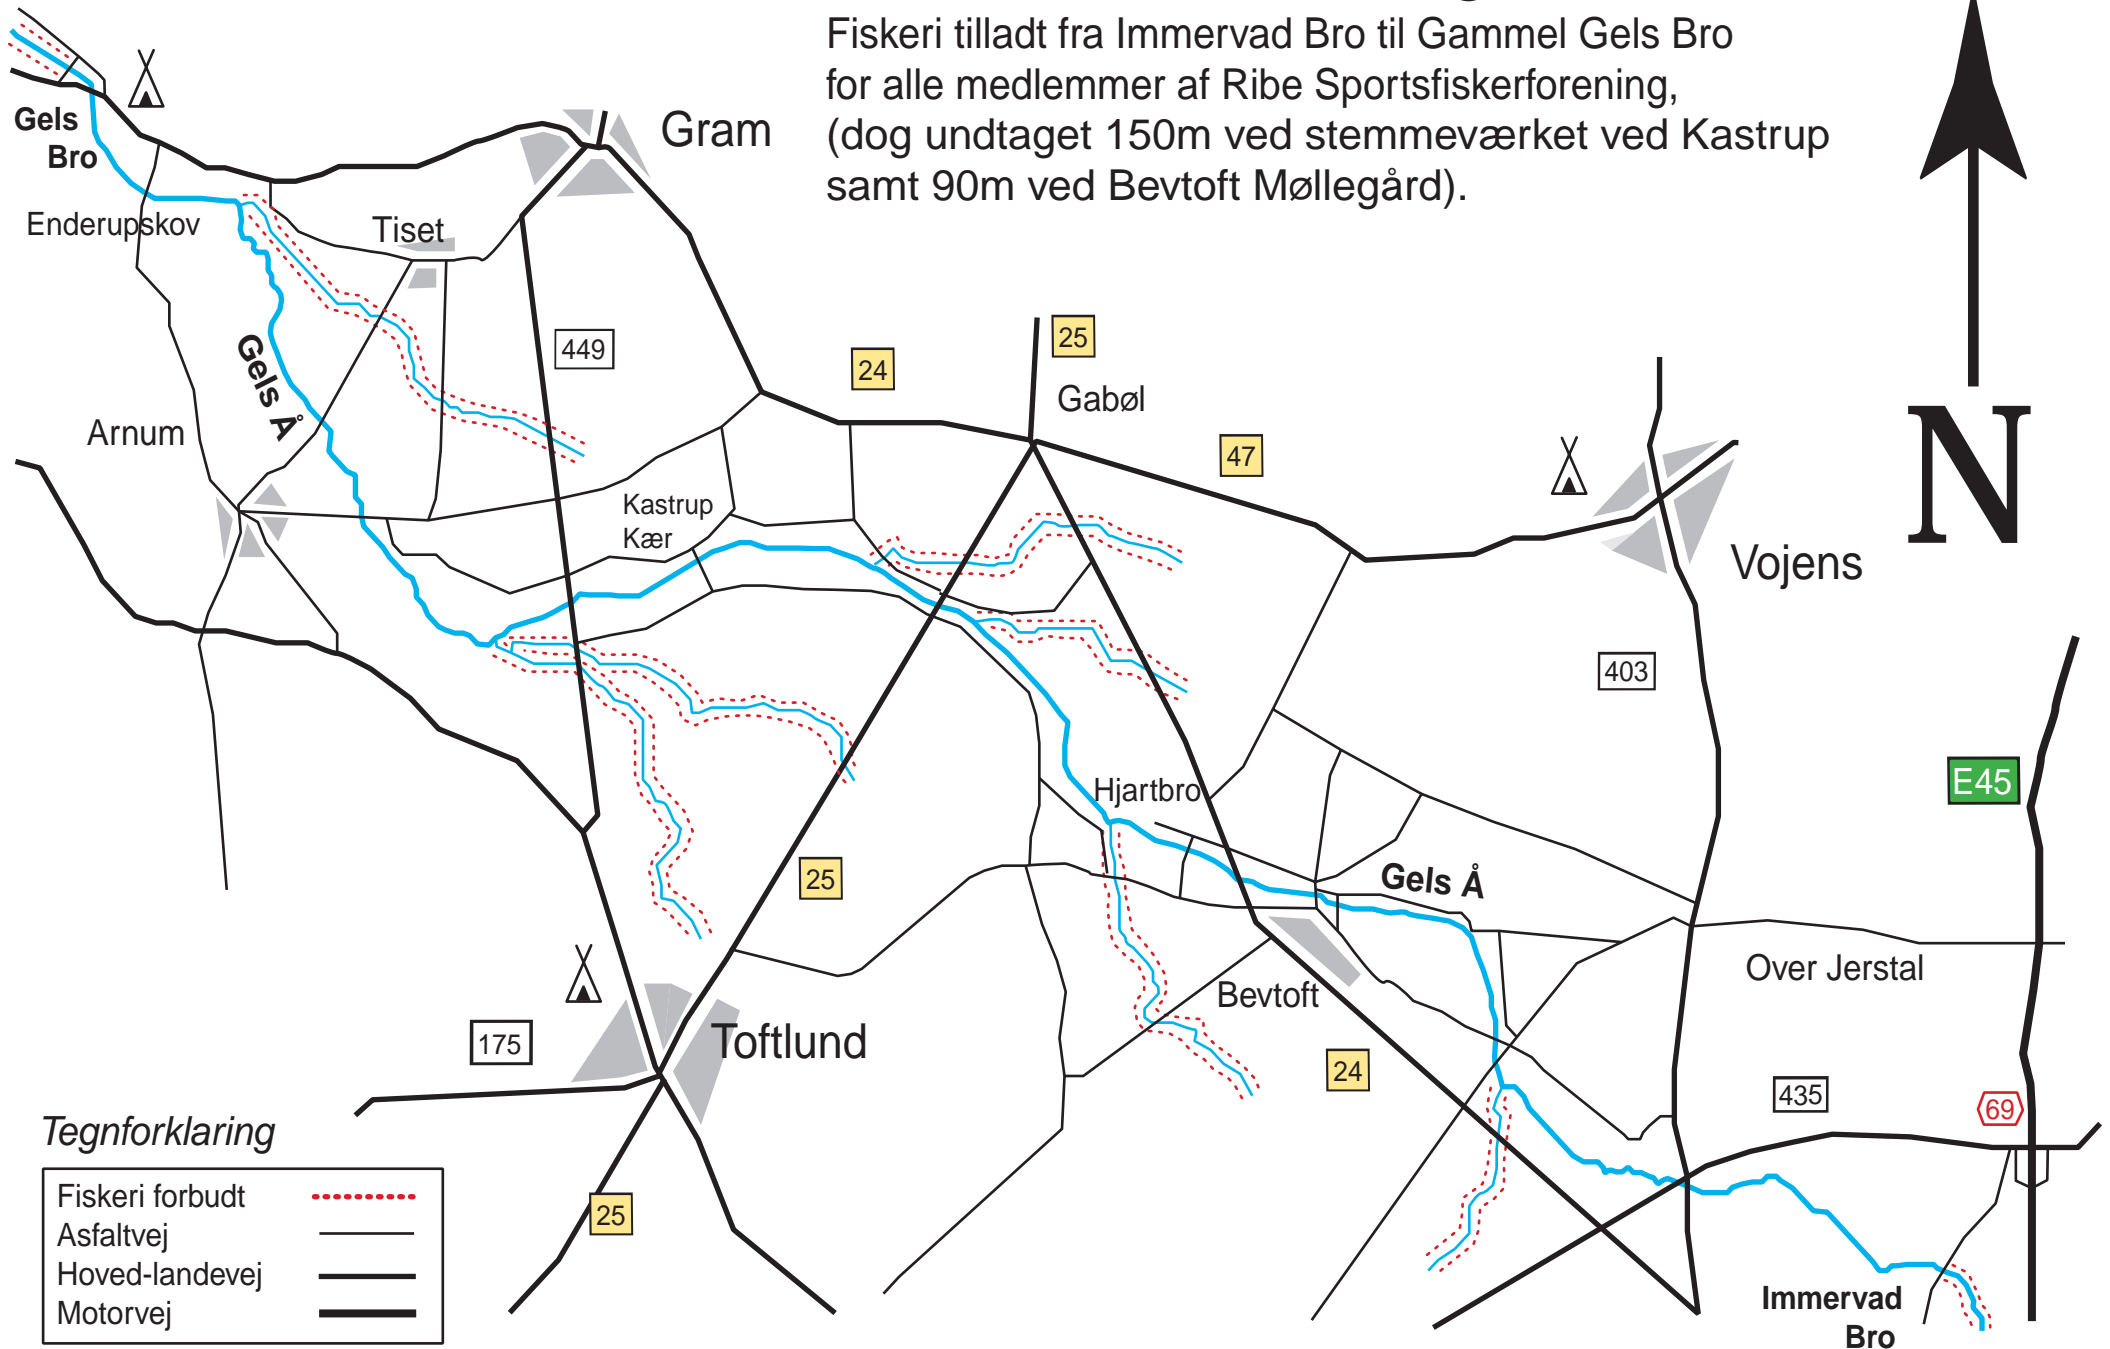 Fiskeri tilladt fra Immervad Bro til Gammel Gels Bro
for alle medlemmer af Ribe Sportsfiskerforening,
(dog undtaget 150m ved stemmeværket ved Kastrup
samt 90m ved Bevtoft Møllegård).
Gels
Bro
Gram
Enderupskov
Tiset
Gels Å
449
24
25
Gabøl
Arnum
47
Kastrup
Kær
Vojens
N
403
E45
Hjartbro
25
Gels Å
Over Jerstal
Bevtoft
175
Toftlund
24
435
69
25
Immervad
Bro
Tegnforklaring
Fiskeri forbudt
Asfaltvej
Hoved-landevej
Motorvej